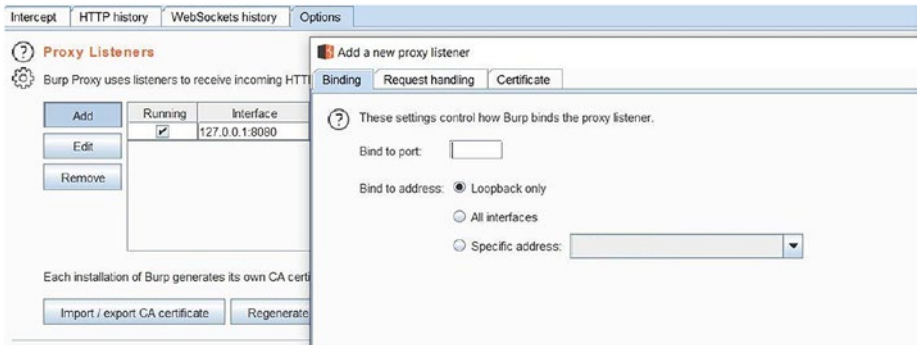 Intercept HTTP history WebSockets history Options
Proxy Listeners
Burp Proxy uses listeners to receive incoming HTTP
Add
Edit
Remove
Running Interface
127.0.0.1:8080
Each installation of Burp generates its own CA certi
Import / export CA certificate Regenerate
Add a new proxy listener
Binding Request handling Certificate
These settings control how Burp binds the proxy listener.
Bind to port:
Bind to address: Loopback only
All interfaces
Specific address: